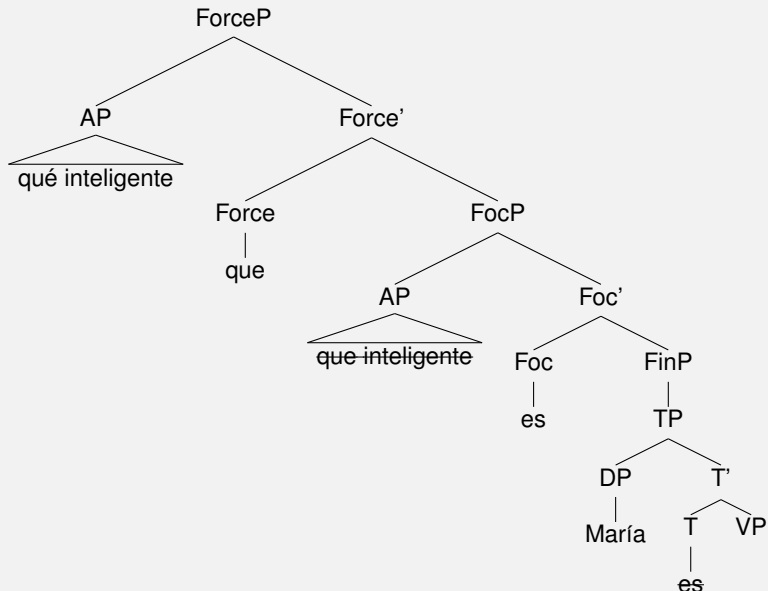 ForceP
AP Force’
qué inteligente
Force FocP
que
AP Foc’
que inteligente
Foc FinP
es
TP
DP T’
María T VP
es